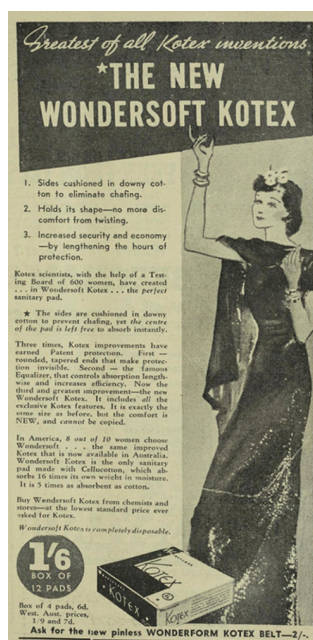 Greatest of all Kotex inventions
*THE NEW
WONDERSOFT KOTEX
1. Sides cushioned in downy cot-
ton to eliminate chafing.
2. Holds its shape—no more dis-
comfort from twisting.
3. Increased security and economy
—by lengthening the hours of
protection.
Kotex scientists, with the help of a Test-
ing Board of 600 women, have created
. . . in Wondersoft Kotex . . . the perfect
sanitary pad.
★ The sides are cushioned in downy
cotton to prevent chafing, yet the centre
of the pad is left free to absorb instantly.
Three times, Kotex improvements have
earned Patent protection. First —
rounded, tapered ends that make protec-
tion invisible. Second — the famous
Equalizer, that controls absorption length-
wise and increases efficiency. Now the
third and greatest improvement—the new
Wondersoft Kotex. It includes all the
exclusive Kotex features. It is exactly the
same size as before, but the comfort is
NEW, and cannot be copied.
In America, 8 out of 10 women choose
Wondersoft . . . the same improved
Kotex that is now available in Australia.
Wondersoft Kotex is the only sanitary
pad made with Cellucotton, which ab-
sorbs 16 times its own weight in moisture.
It is 5 times as absorbent as cotton.
Buy Wondersoft Kotex from chemists and
stores—at the lowest standard price ever
asked for Kotex.
Wondersoft Kotex is completely disposable.
1'6
BOX OF
12 PADS
Box of 4 pads, 6d.
West. Aust. prices,
1/9 and 7d.
Kotex
KOTEX
Kotex
Ask for the new pinless WONDERFORM KOTEX BELT—2/-.